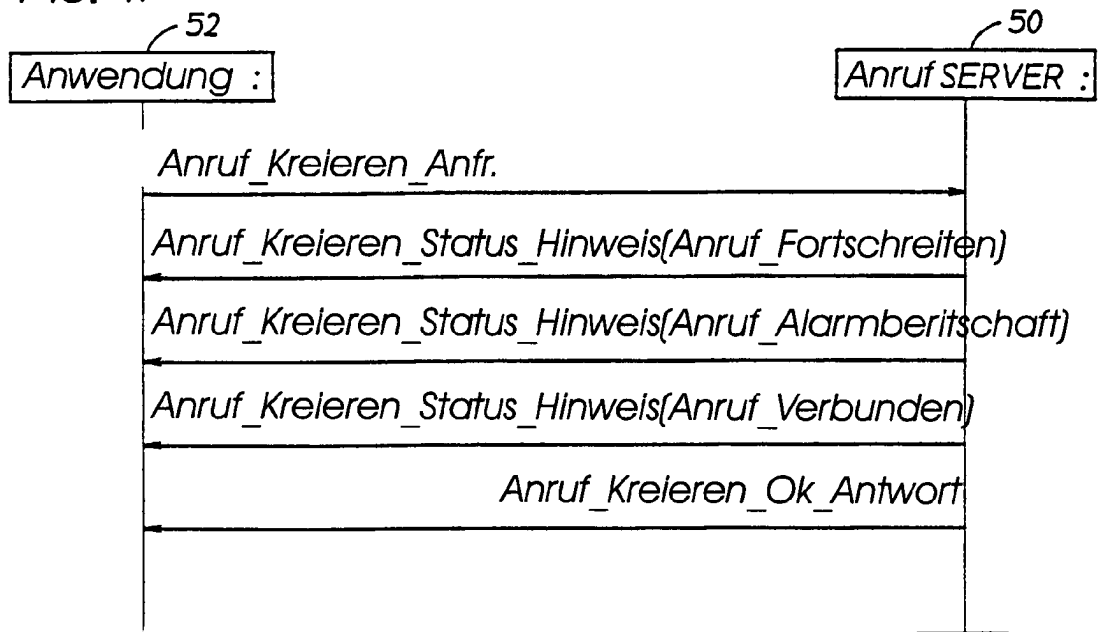 52
50
Anwendung :
Anruf SERVER :
Anruf_Kreieren_Anfr.
Anruf_Kreieren_Status_Hinweis(Anruf_Fortschreiten)
Anruf_Kreieren_Status_Hinweis(Anruf_Alarmberitschaft)
Anruf_Kreieren_Status_Hinweis(Anruf_Verbunden)
Anruf_Kreieren_Ok_Antwort